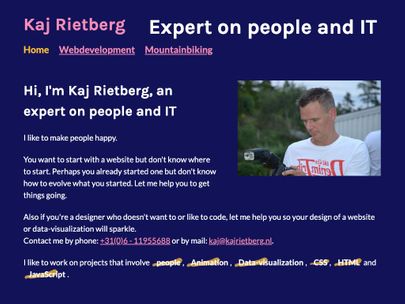 Kaj Rietberg
Expert on people and IT
Home Webdevelopment Mountainbiking
Hi, I'm Kaj Rietberg, an
expert on people and IT
I like to make people happy.
You want to start with a website but don't know where
to start. Perhaps you already started one but don't know
how to evolve what you started. Let me help you to get
things going.
Also if you're a designer who doesn't want to or like to code, let me help you so your design of a website
or data-visualization will sparkle.
Contact me by phone: +31(0)6 - 11955688 or by mail: kaj@kajrietberg.nl.
I like to work on projects that involve people, Animation, Data-visualization, CSS, HTML and
JavaScript.